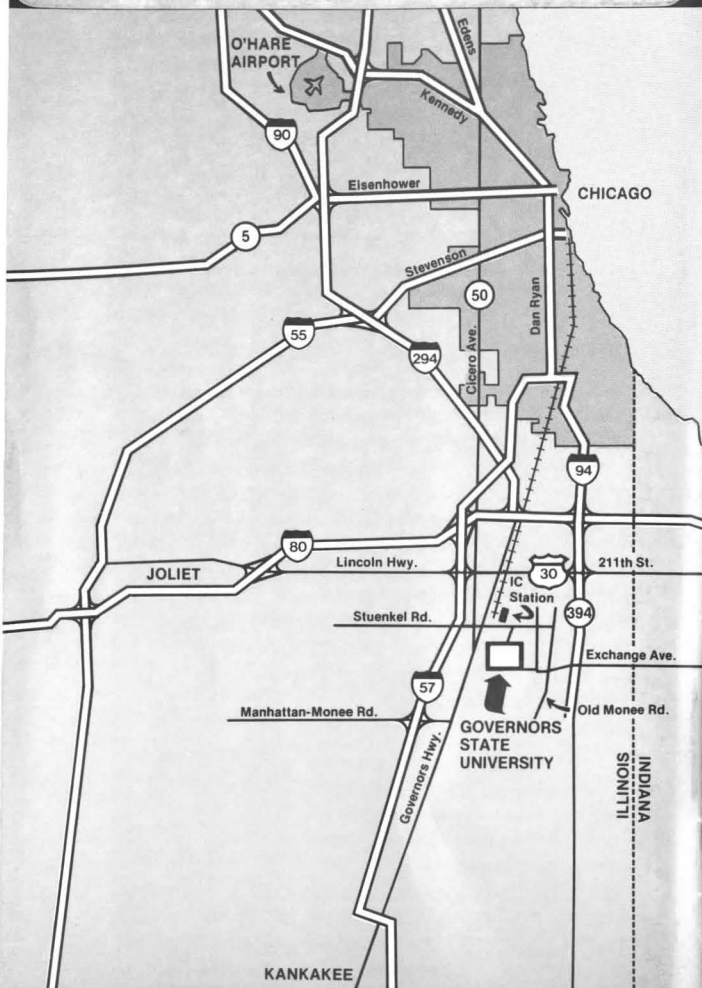 Edens
O'HARE
AIRPORT
Kennedy
90
Eisenhower
CHICAGO
5
Stevenson
50
Dan Ryan
55
Cicero Ave.
294
94
80
Lincoln Hwy.
30
211th St.
JOLIET
IC
Station
Stuenkel Rd.
394
Exchange Ave.
57
Old Monee Rd.
Manhattan-Monee Rd.
GOVERNORS
STATE
UNIVERSITY
Governors Hwy.
ILLINOIS
INDIANA
KANKAKEE